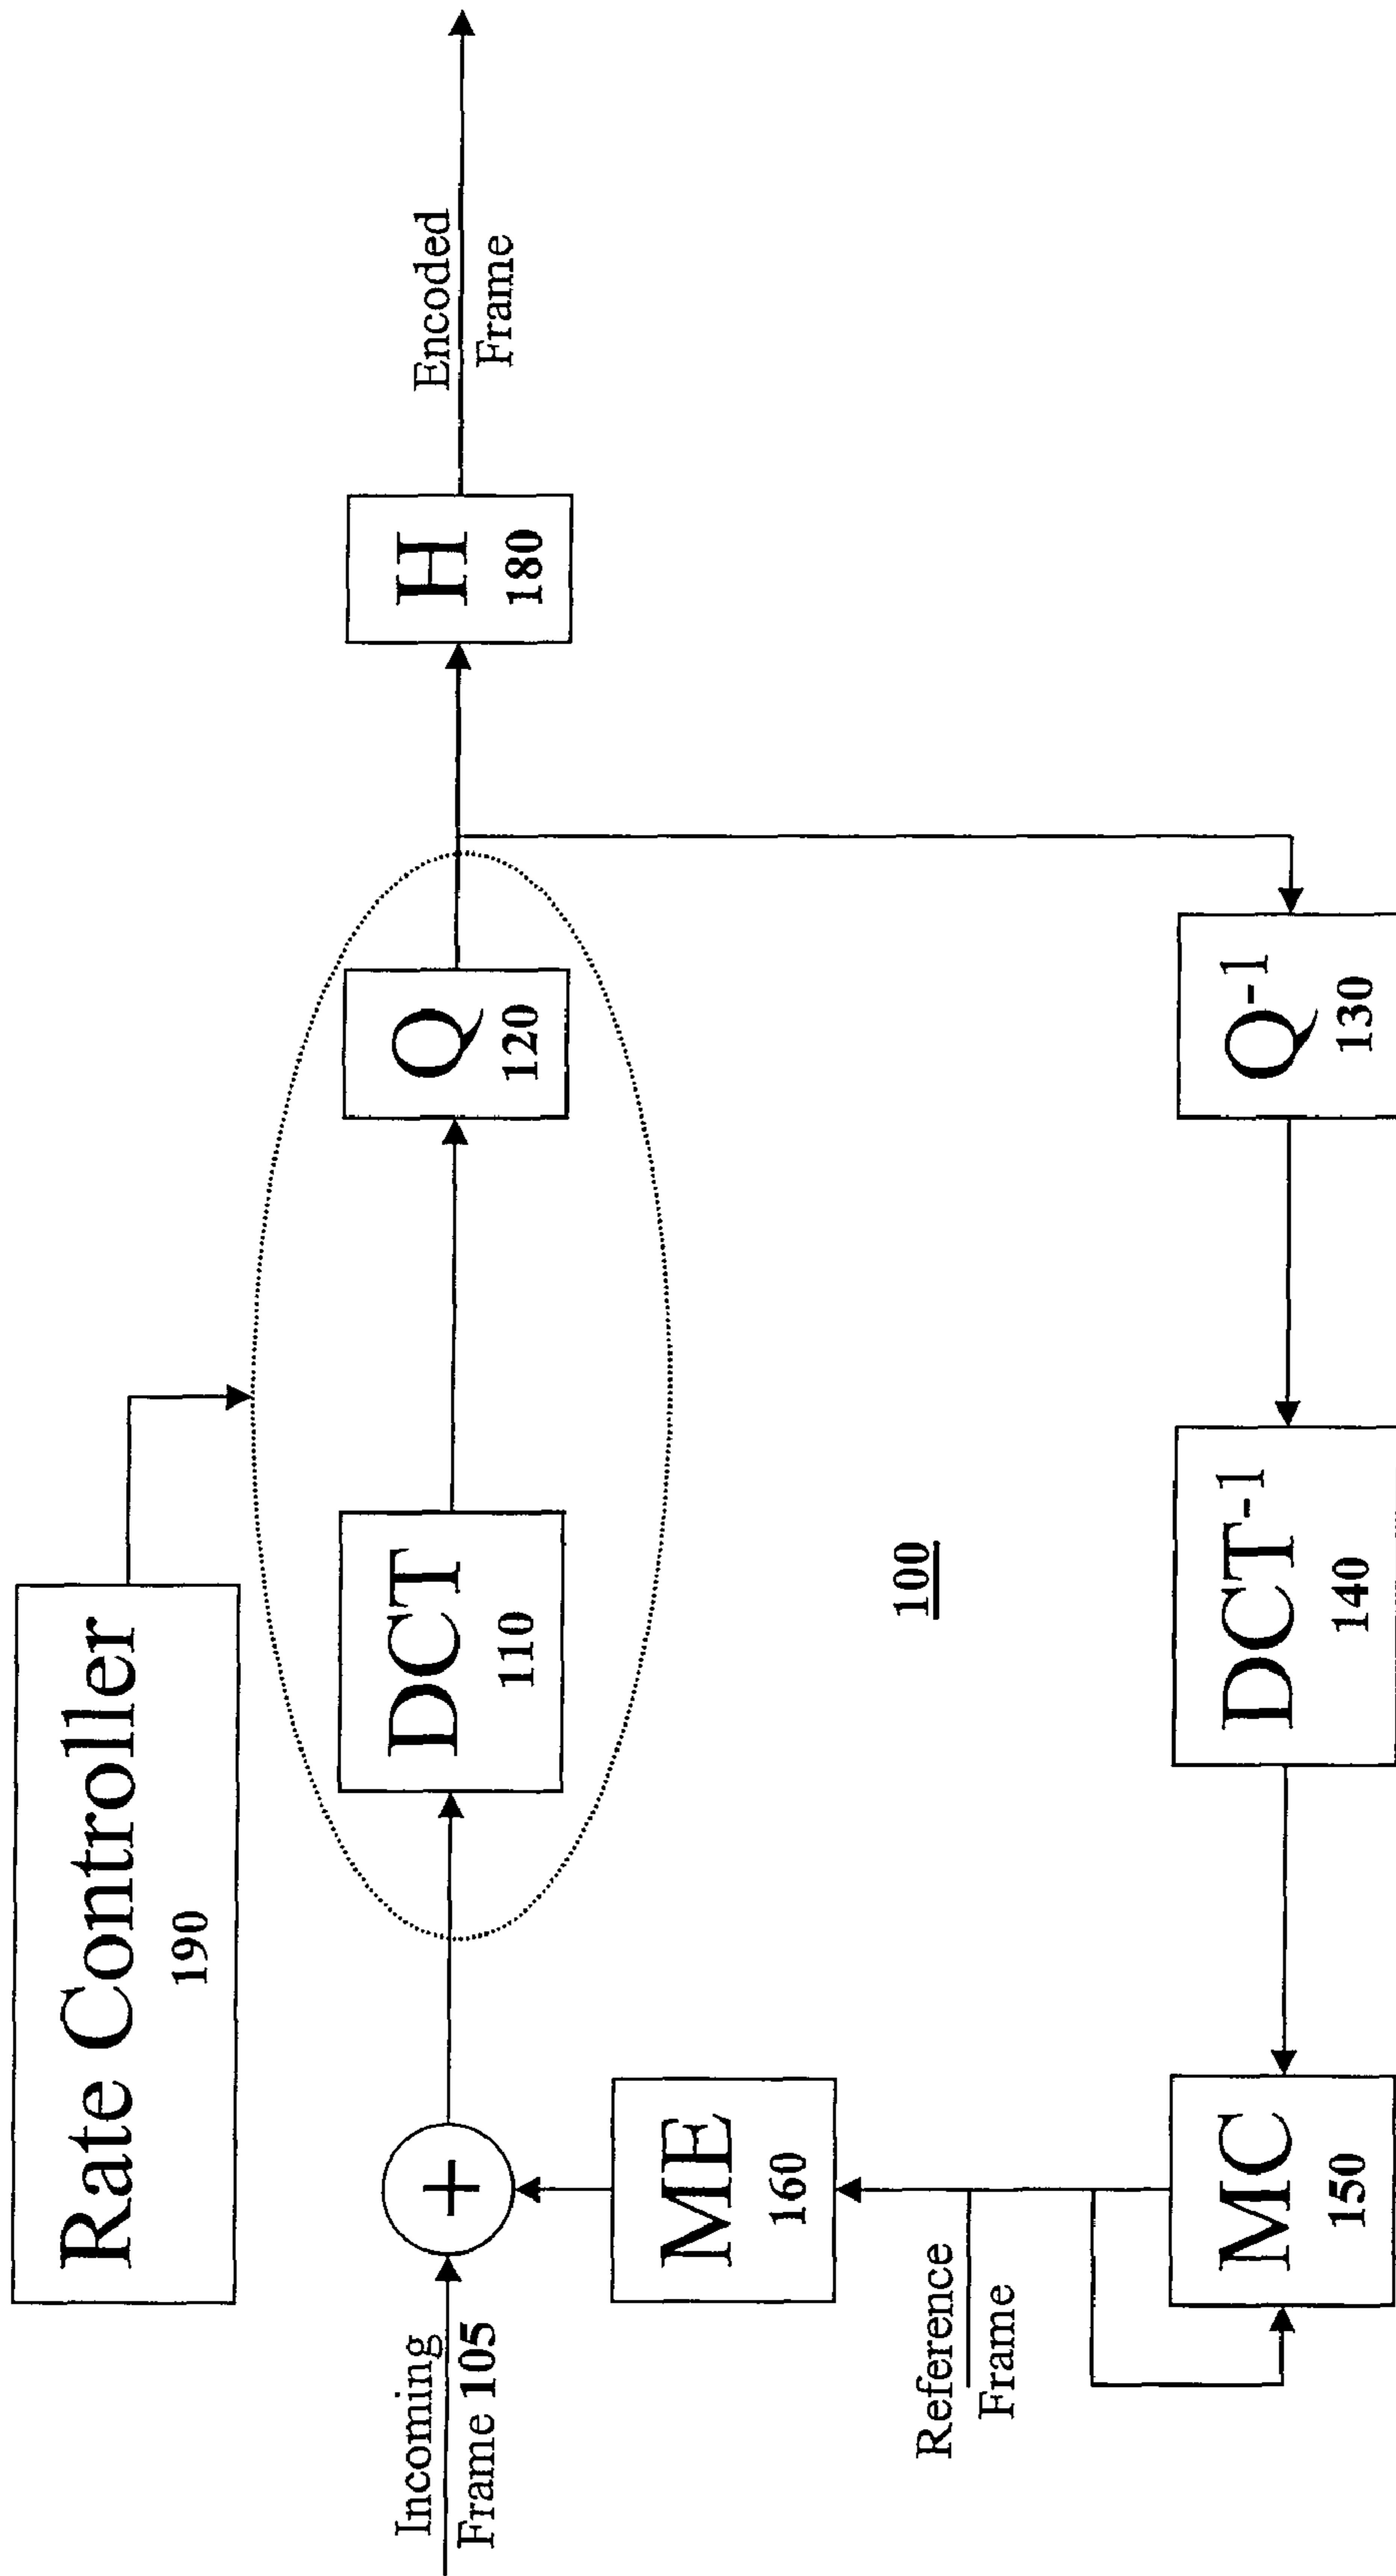 Rate Controller
190
Incoming
Frame 105
DCT
110
Q
120
H
180
Encoded
Frame
ME
160
100
Reference
Frame
MC
150
DCT-1
140
Q-1
130